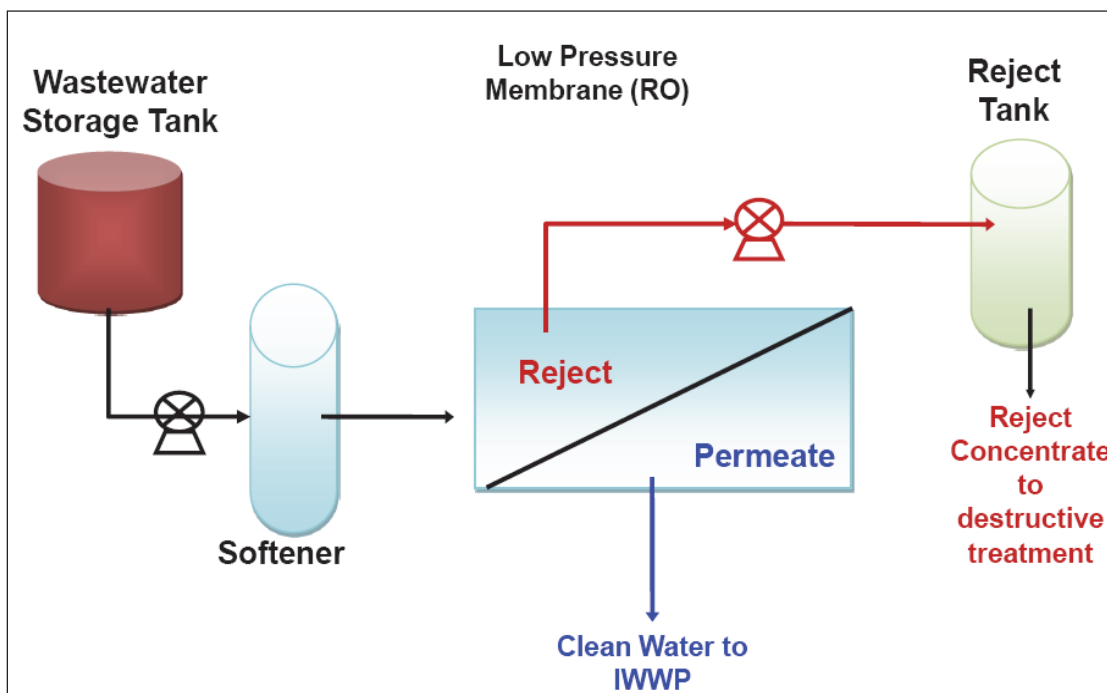 Wastewater
Storage Tank
Low Pressure
Membrane (RO)
Reject
Tank
Reject
Permeate
Softener
Reject
Concentrate
to
destructive
treatment
Clean Water to
IWWP